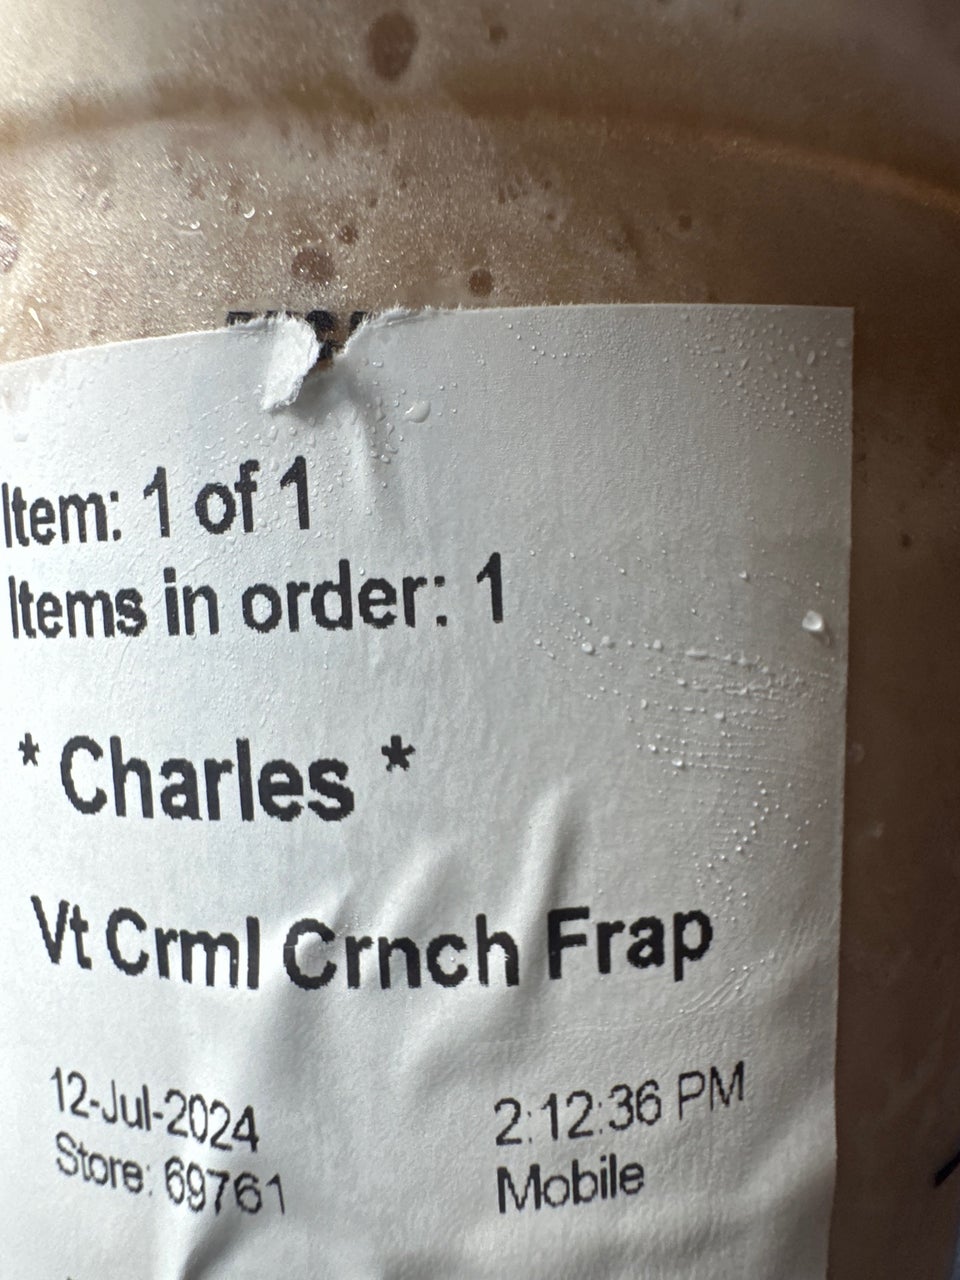 Item: 1 of 1
Items in order: 1
* Charles *
Vt Crml Crnch Frap
12-Jul-2024 2:12:36 PM
Store: 69761 Mobile